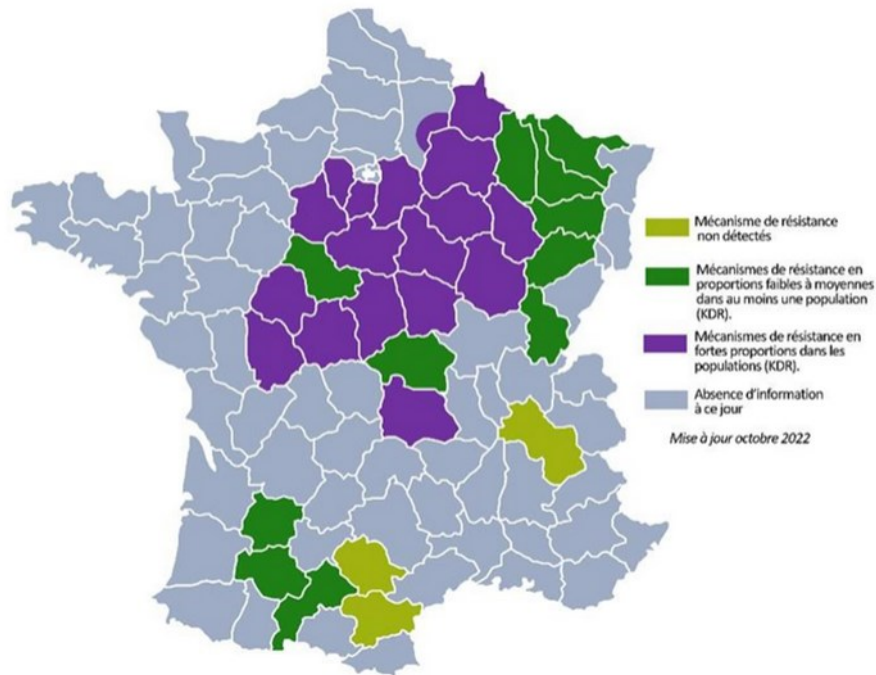 Mécanisme de résistance
non détectés
Mécanismes de résistance en
proportions faibles à moyennes
dans au moins une population
(KDR).
Mécanismes de résistance en
fortes proportions dans les
populations (KDR).
Absence d'information
à ce jour
Mise à jour octobre 2022